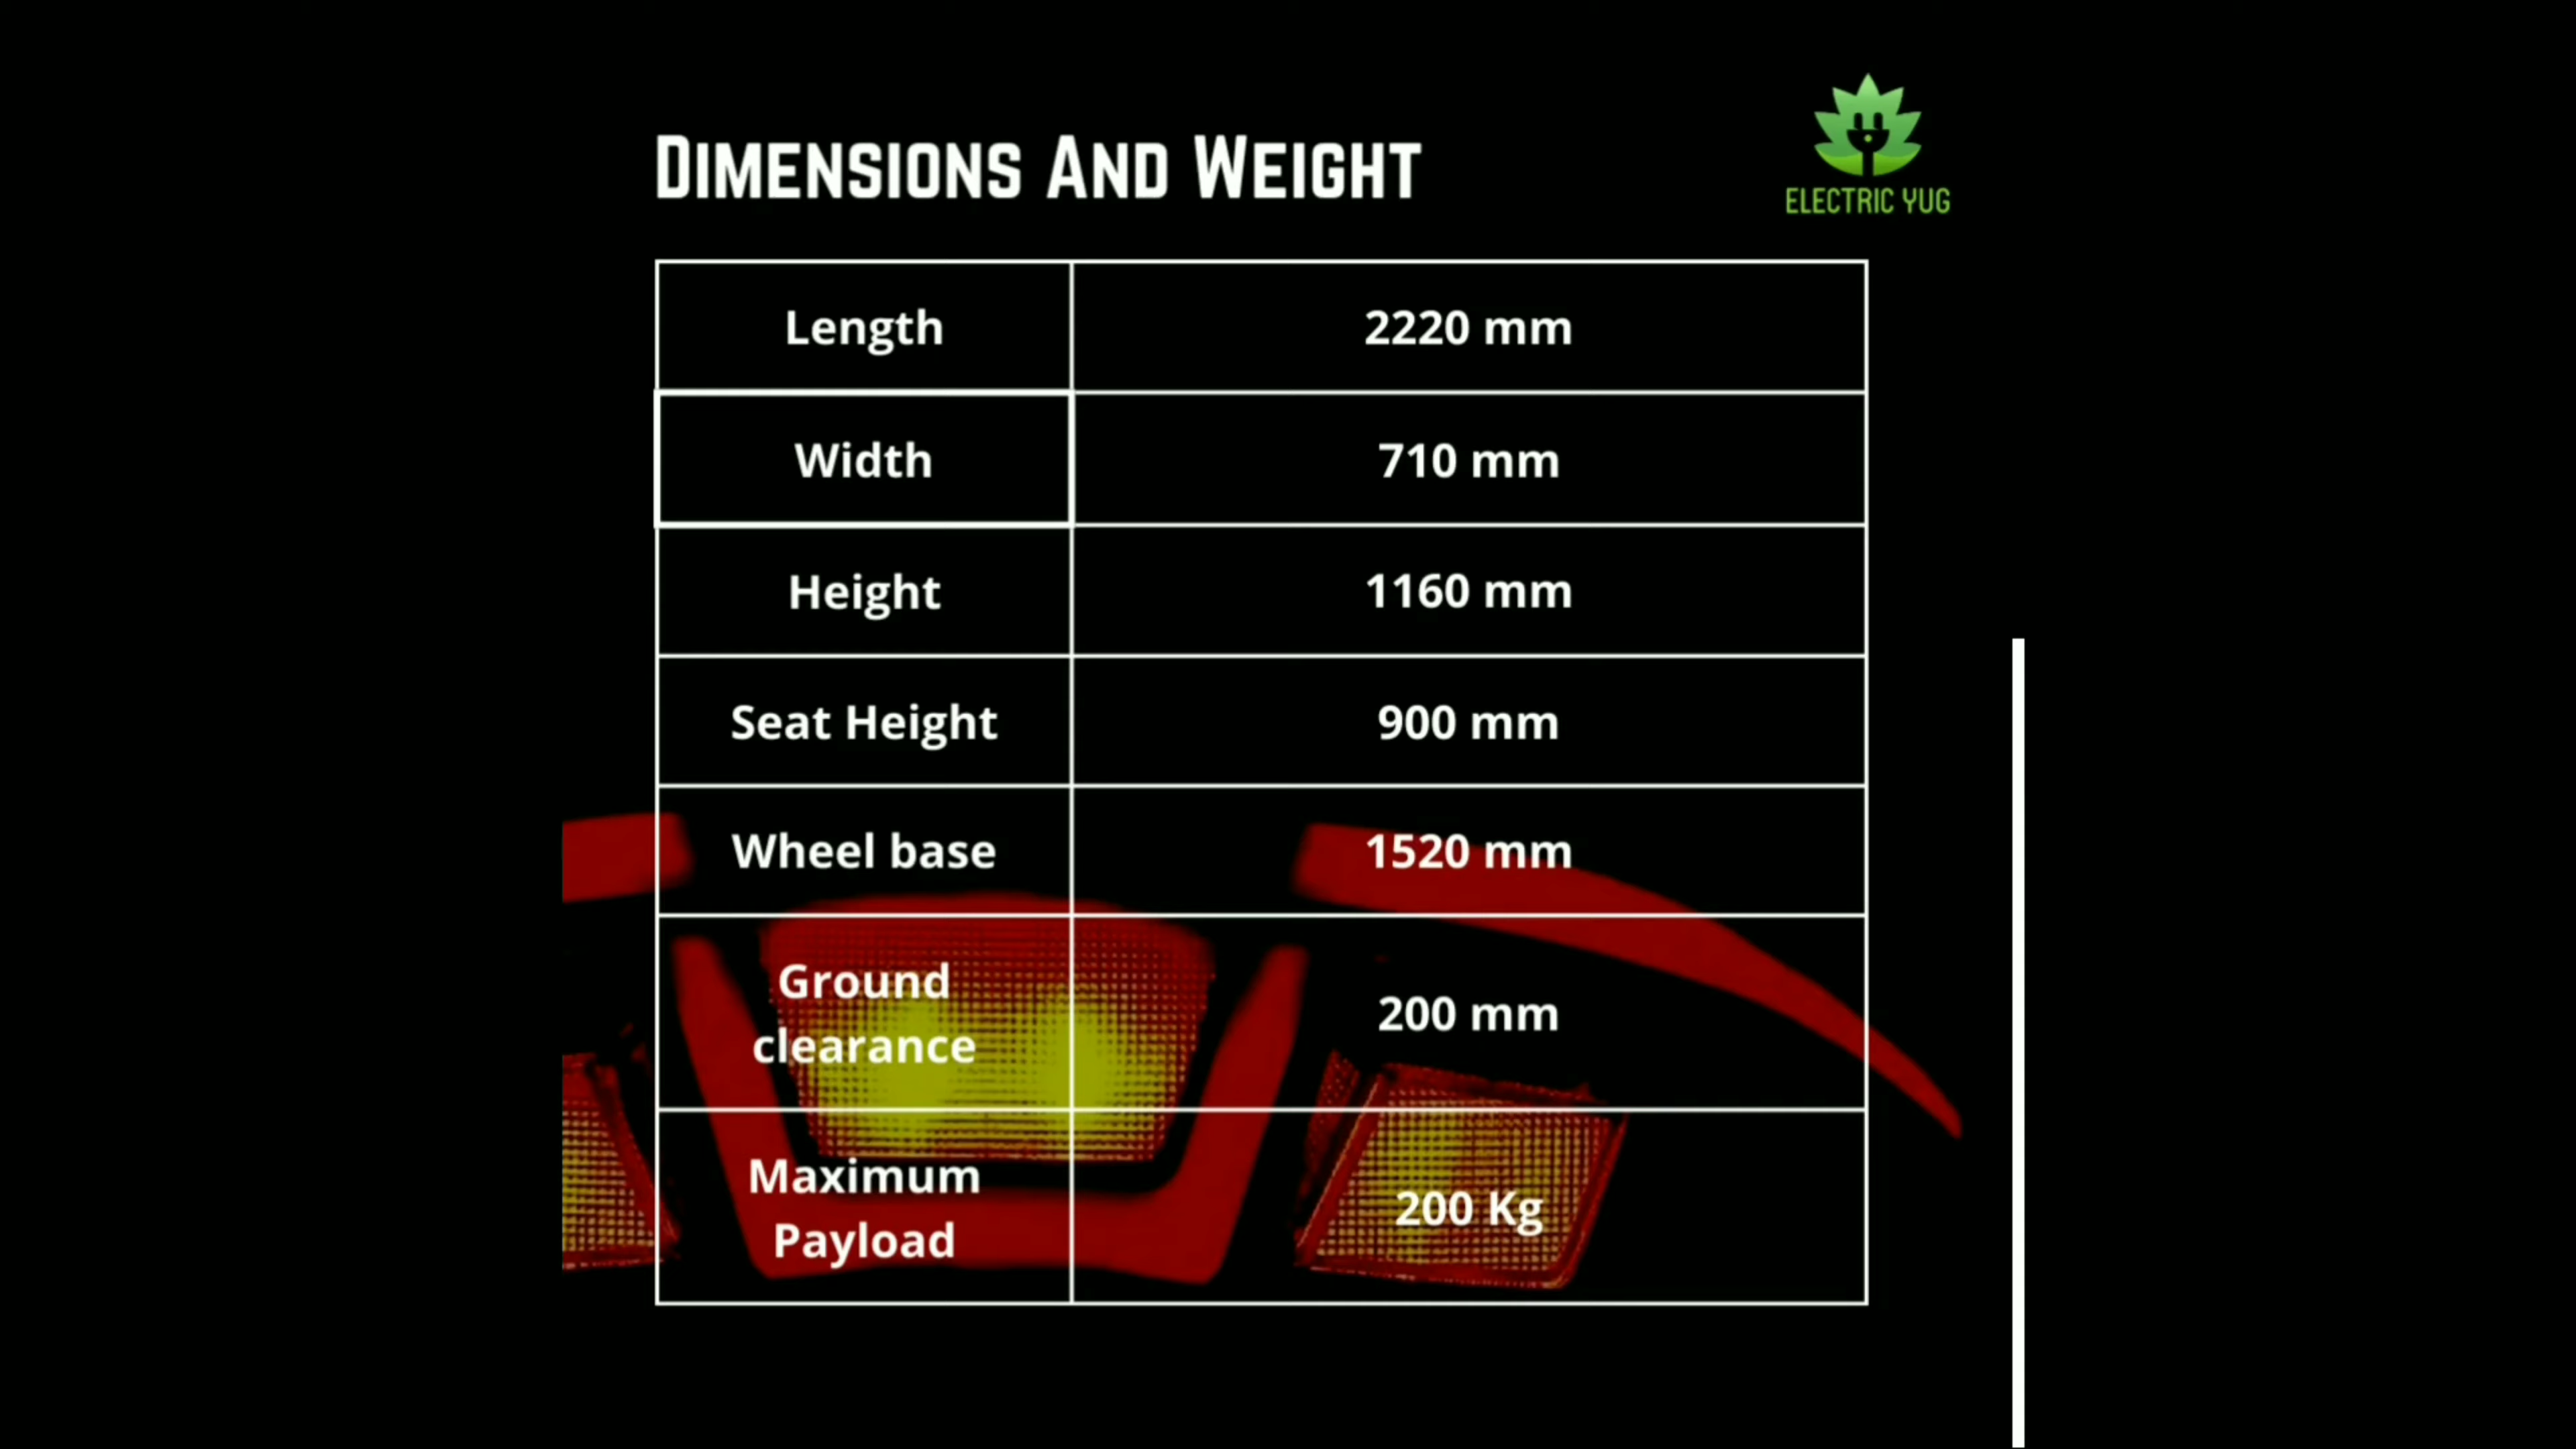 DIMENSIONS AND WEIGHT
ELECTRIC YUG
Length 2220 mm
Width 710 mm
Height 1160 mm
Seat Height 900 mm
Wheel base 1520 mm
Ground
clearance
200 mm
Maximum
Payload
200 Kg